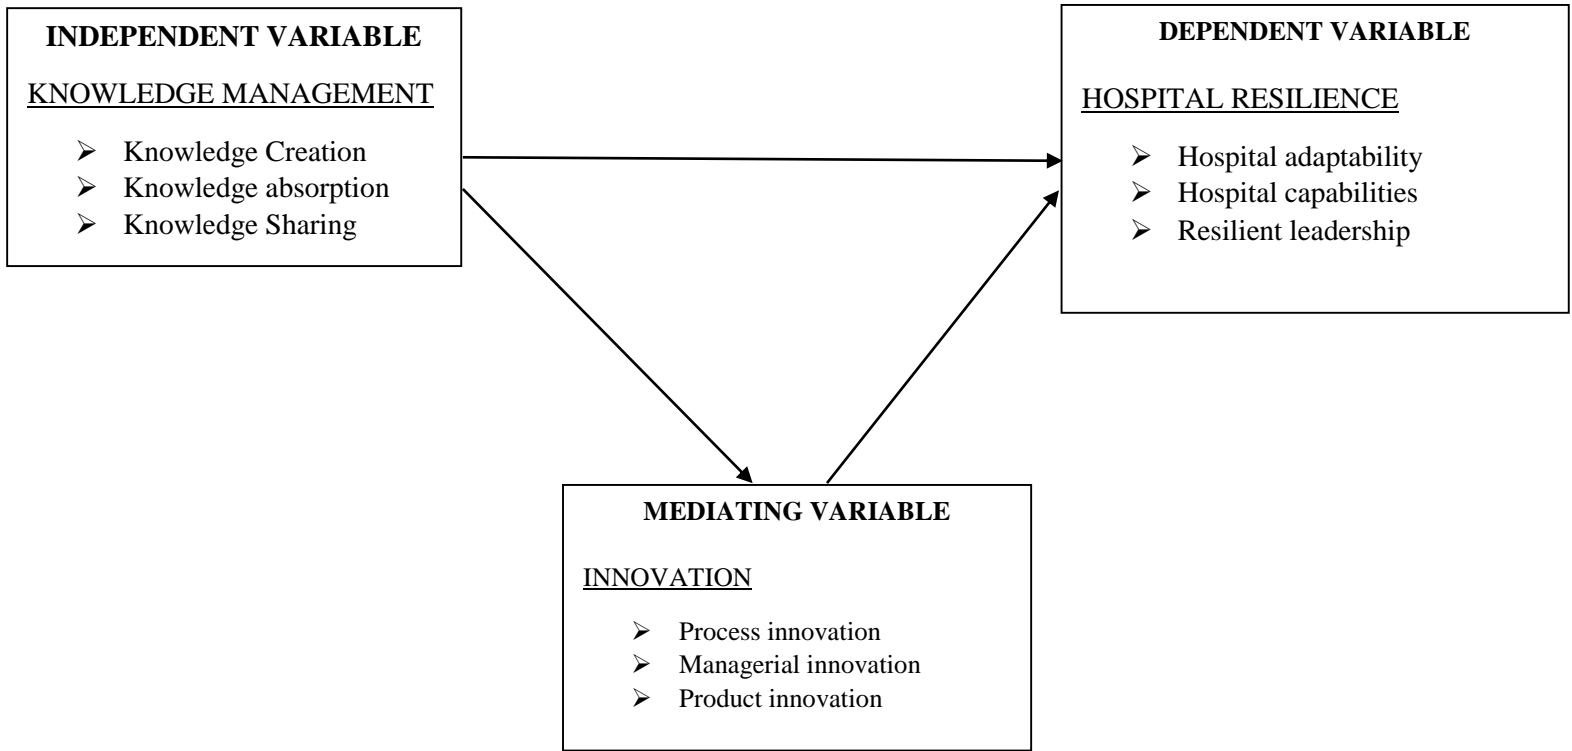 INDEPENDENT VARIABLE
KNOWLEDGE MANAGEMENT
➢ Knowledge Creation
➢ Knowledge absorption
➢ Knowledge Sharing
DEPENDENT VARIABLE
HOSPITAL RESILIENCE
➢ Hospital adaptability
➢ Hospital capabilities
➢ Resilient leadership
MEDIATING VARIABLE
INNOVATION
➢ Process innovation
➢ Managerial innovation
➢ Product innovation